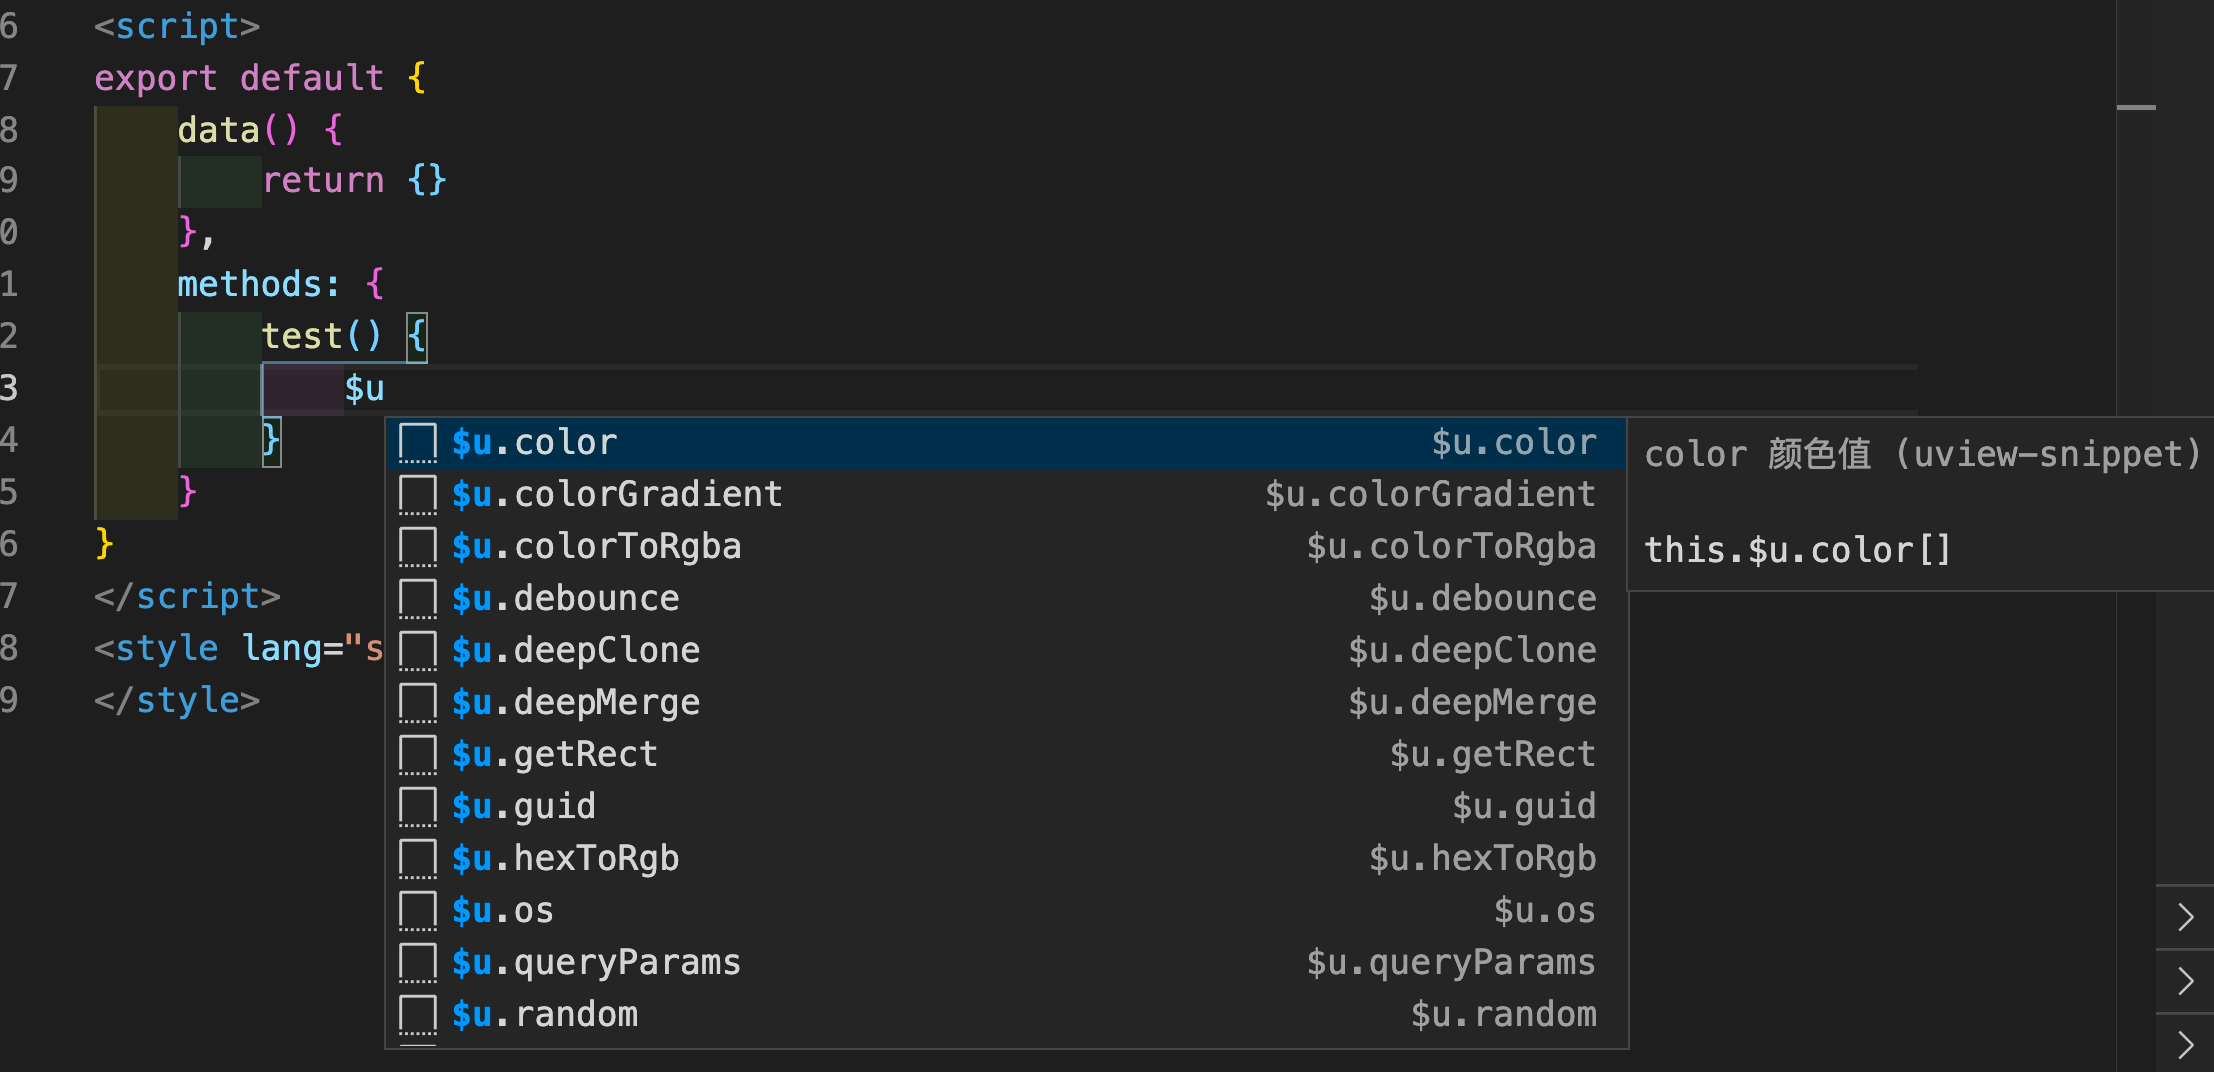 6 <script>
7 export default {
8 data() {
9 return {}
0 },
1 methods: {
2 test() {
3 $u
4 }
5 }
6 }
7 </script>
8 <style lang="s
9 </style>
$u.color $u.color
$u.colorGradient $u.colorGradient
$u.colorToRgba $u.colorToRgba
$u.debounce $u.debounce
$u.deepClone $u.deepClone
$u.deepMerge $u.deepMerge
$u.getRect $u.getRect
$u.guid $u.guid
$u.hexToRgb $u.hexToRgb
$u.os $u.os
$u.queryParams $u.queryParams
$u.random $u.random
color 颜色值 (uview-snippet)
this.$u.color[]